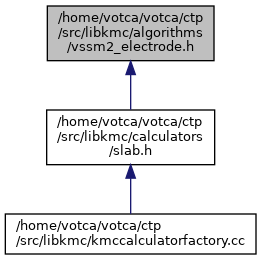 /home/votca/votca/ctp
/src/libkmc/algorithms
/vssm2_electrode.h
/home/votca/votca/ctp
/src/libkmc/calculators
/slab.h
/home/votca/votca/ctp
/src/libkmc/kmccalculatorfactory.cc